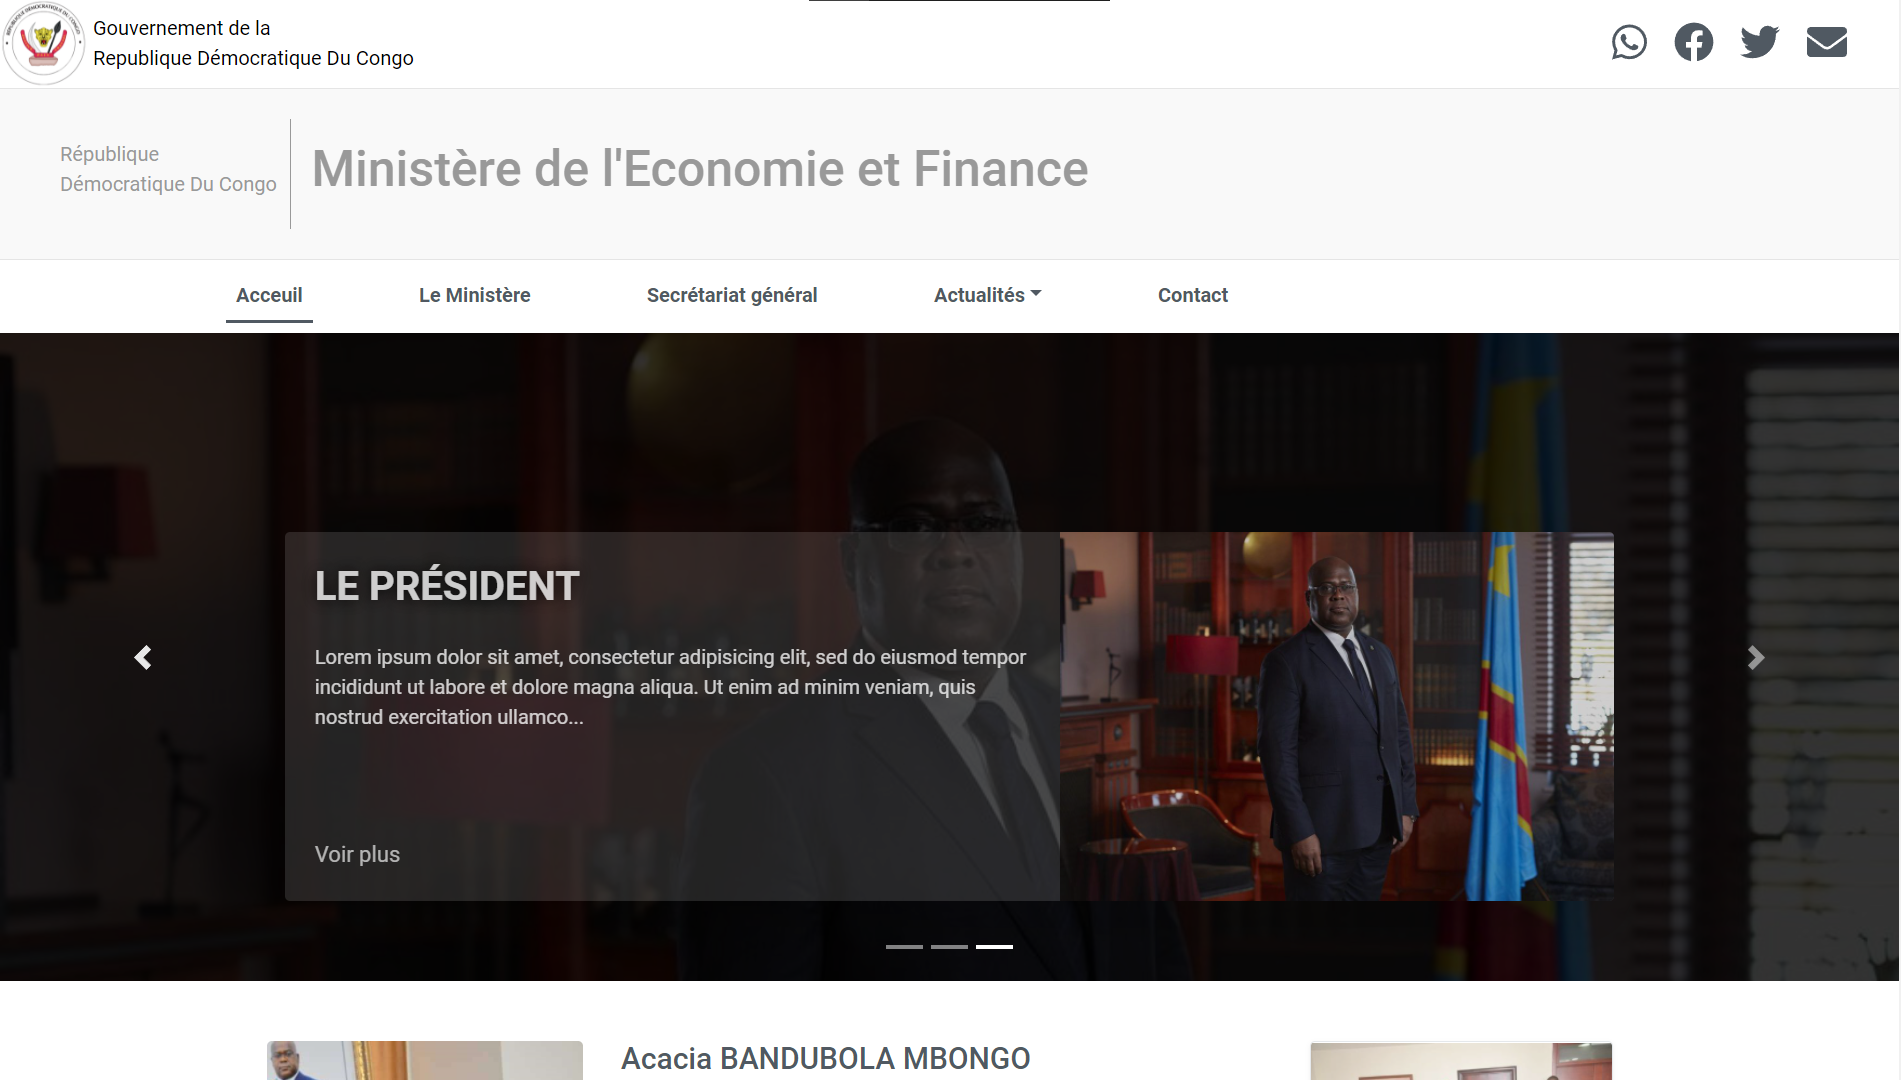 Gouvernement de la
Republique Démocratique Du Congo
République
Démocratique Du Congo
Ministère de l'Economie et Finance
Acceuil
Le Ministère
Secrétariat général
Actualités
Contact
LE PRÉSIDENT
Lorem ipsum dolor sit amet, consectetur adipisicing elit, sed do eiusmod tempor
incididunt ut labore et dolore magna aliqua. Ut enim ad minim veniam, quis
nostrud exercitation ullamco...
Voir plus
Acacia BANDUBOLA MBONGO